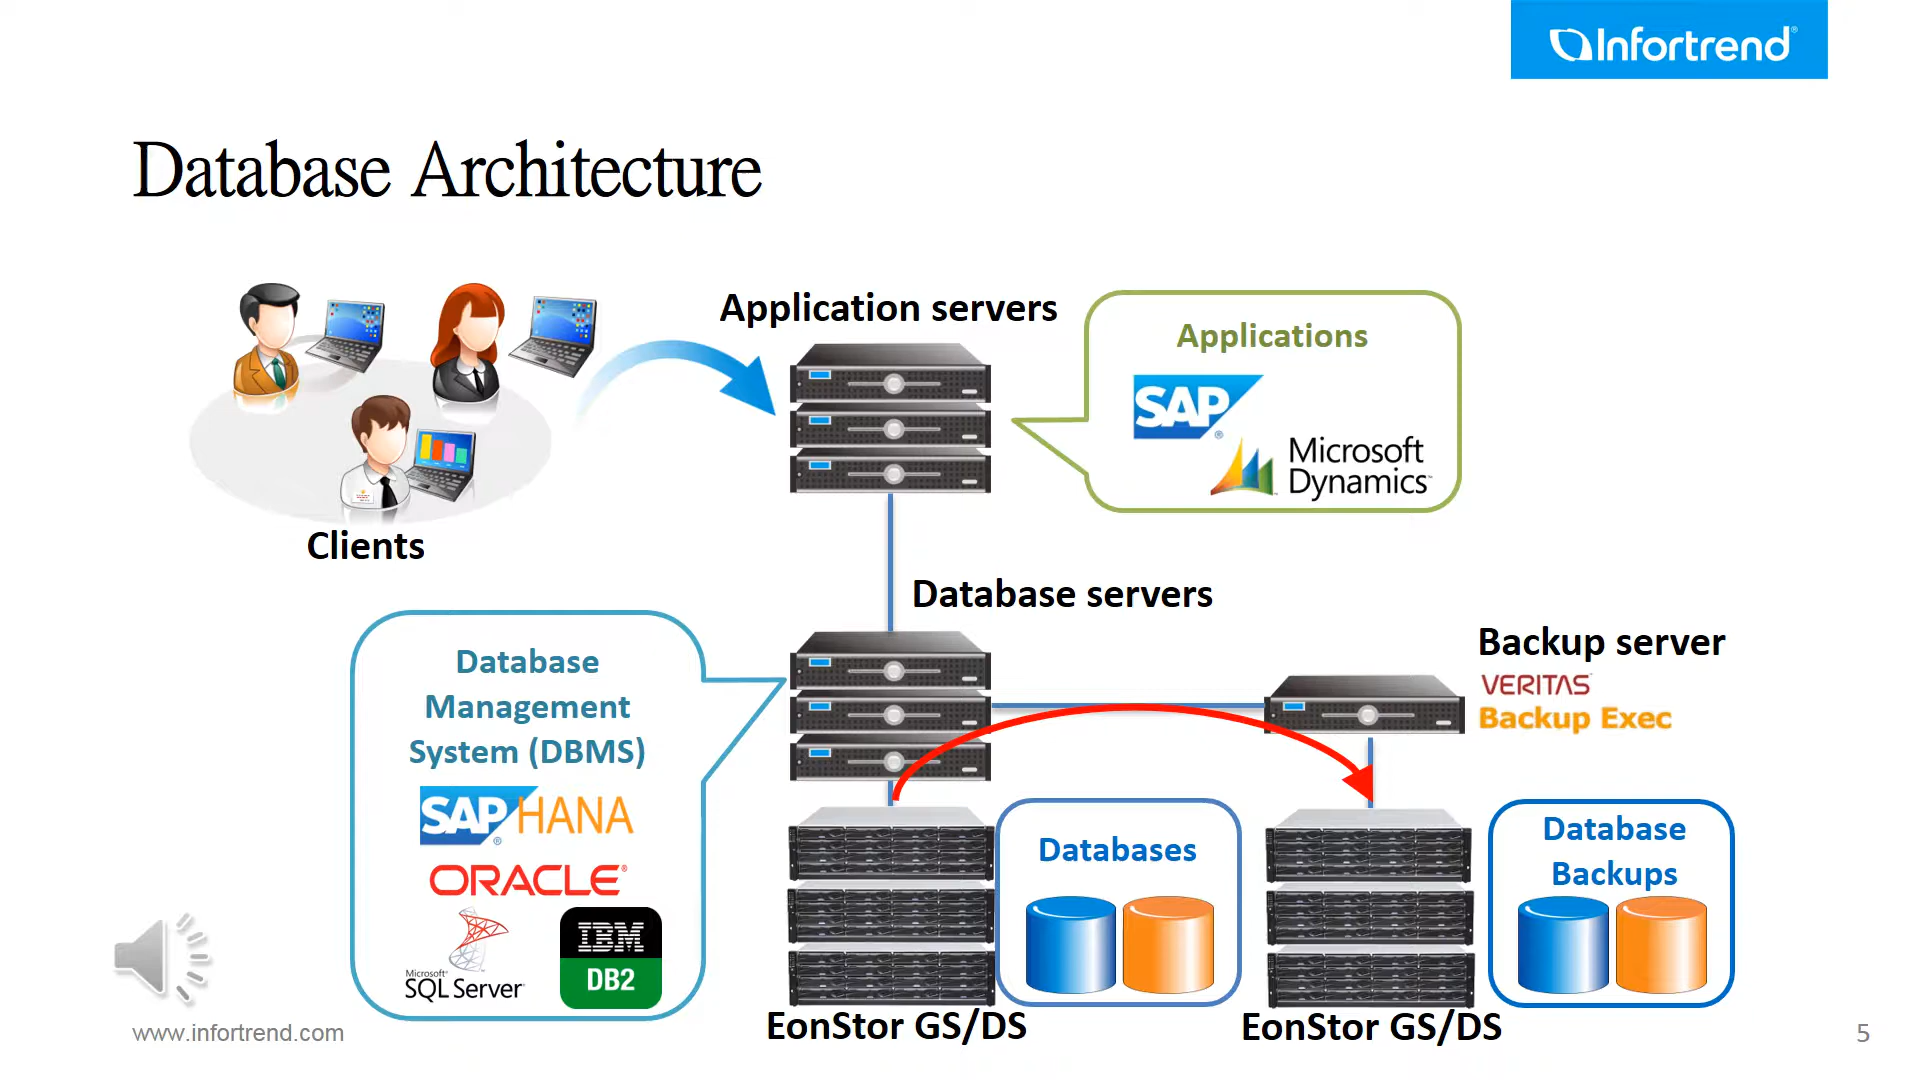 Infortrend®
Database Architecture
Application servers
Applications
SAP®
Microsoft
Dynamics™
Clients
Database servers
Database
Management
System (DBMS)
SAP® HANA
ORACLE®
Microsoft®
SQL Server
IBM
DB2
Backup server
VERITAS™
Backup Exec
Databases
Database
Backups
EonStor GS/DS
EonStor GS/DS
www.infortrend.com
5